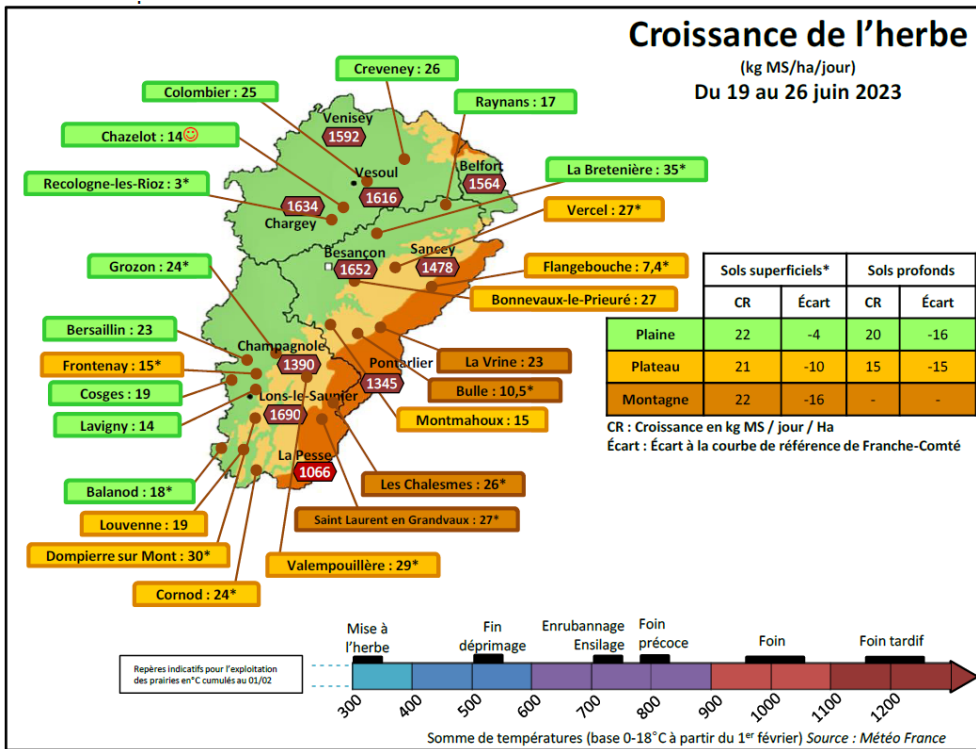 Croissance de l’herbe
(kg MS/ha/jour)
Du 19 au 26 juin 2023
Creveney : 26
Colombier : 25
Raynans : 17
Venisey
1592
Chazelot : 14
Belfort
1564
La Bretenière : 35*
Vesoul
1616
Recologne-les-Rioz : 3*
1634
Chargey
Vercel : 27*
Sancey
1478
Besançon
1652
Grozon : 24*
Flangebouche : 7,4*
Bonnevaux-le-Prieuré : 27
Bersaillin : 23
Champagnole
1390
La Vrine : 23
Frontenay : 15*
Pontarlier
1345
Bulle : 10,5*
Cosges : 19
Lons-le-Saunier
1690
Montmahoux : 15
Lavigny : 14
La Pesse
1066
Les Chalesmes : 26*
Balanod : 18*
Saint Laurent en Grandvaux : 27*
Louvenne : 19
Dompierre sur Mont : 30*
Valempouillère : 29*
Cornod : 24*
Sols superficiels* Sols profonds
CR Écart CR Écart
Plaine 22 -4 20 -16
Plateau 21 -10 15 -15
Montagne 22 -16 - -
CR : Croissance en kg MS / jour / Ha
Écart : Écart à la courbe de référence de Franche-Comté
Mise à
l’herbe
Fin
déprimage
Enrubannage
Ensilage
Foin
précoce
Foin
Foin tardif
Repères indicatifs pour l’exploitation
des prairies en°C cumulés au 01/02
300 400 500 600 700 800 900 1000 1100 1200
Somme de températures (base 0-18°C à partir du 1er février) Source : Météo France